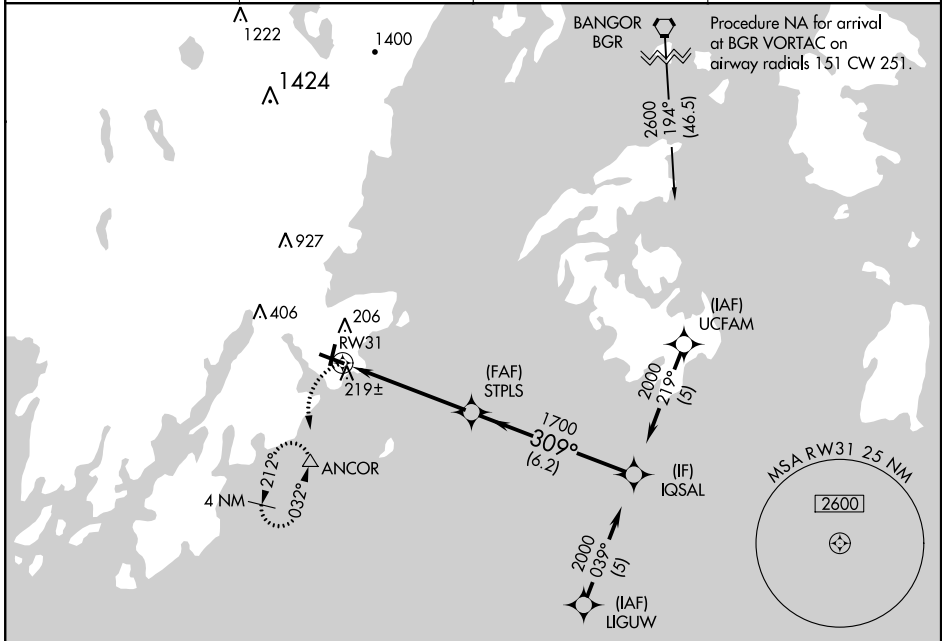 1222
1400
1424
BANGOR
BGR
Procedure NA for arrival
at BGR VORTAC on
airway radials 151 CW 251.
2600
194°
(46.5)
927
406
206
RW31
219±
(FAF)
STPLS
(IAF)
UCFAM
2000
219°
(5)
1700
309°
(6.2)
(IF)
IQSAL
ANCOR
212°
032°
4 NM
2000
039°
(5)
(IAF)
LIGUW
MSA RW31 25 NM
2600